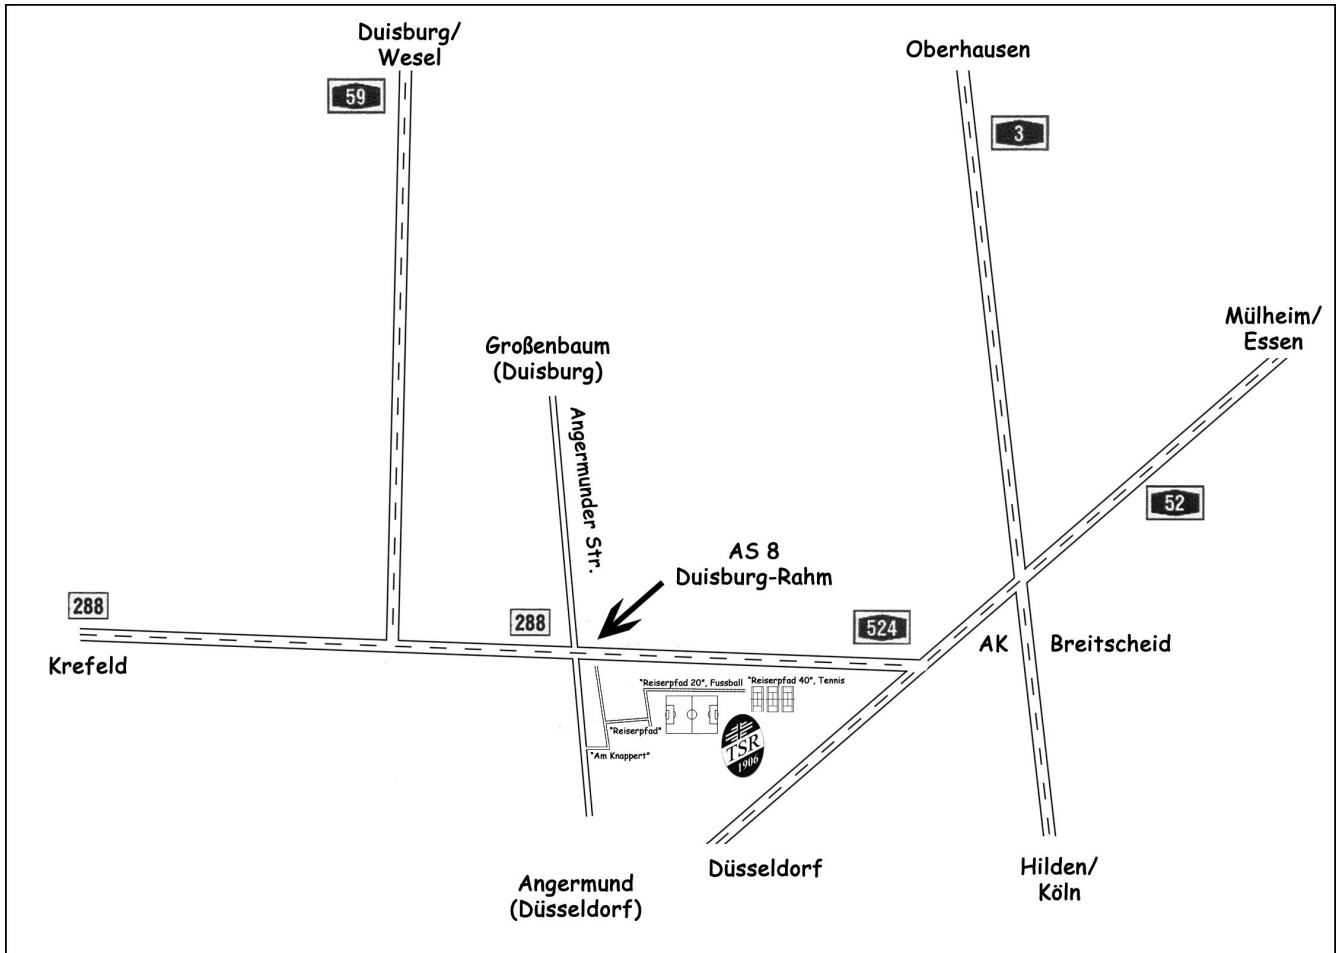 Duisburg/
Wesel
Oberhausen
59
3
Mülheim/
Essen
Großenbaum
(Duisburg)
Angermunder Str.
52
AS 8
Duisburg-Rahm
288
288
524
Krefeld
AK Breitscheid
"Reiserpfad 20", Fussball
"Reiserpfad 40", Tennis
"Reiserpfad"
TSR
1906
"Am Knappert"
Düsseldorf
Hilden/
Köln
Angermund
(Düsseldorf)